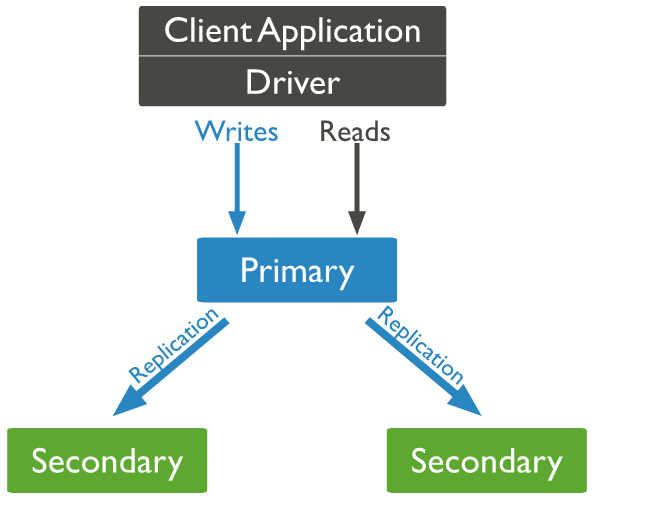 Client Application
Driver
Writes
Reads
Primary
Replication
Replication
Secondary
Secondary